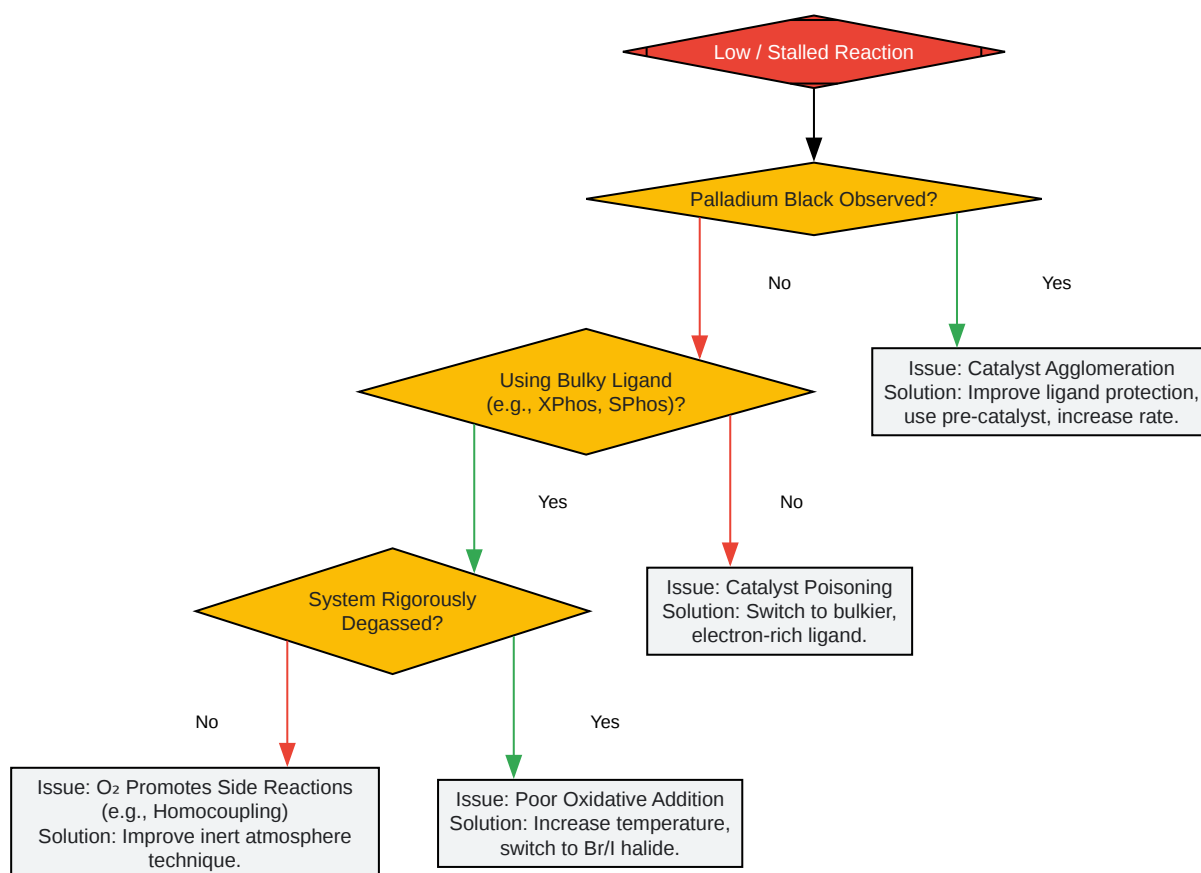 Low / Stalled Reaction
Palladium Black Observed?
No
Yes
Using Bulky Ligand
(e.g., XPhos, SPhos)?
Issue: Catalyst Agglomeration
Solution: Improve ligand protection,
use pre-catalyst, increase rate.
Yes
No
System Rigorously
Degassed?
Issue: Catalyst Poisoning
Solution: Switch to bulkier,
electron-rich ligand.
No
Yes
Issue: O₂ Promotes Side Reactions
(e.g., Homocoupling)
Solution: Improve inert atmosphere
technique.
Issue: Poor Oxidative Addition
Solution: Increase temperature,
switch to Br/I halide.